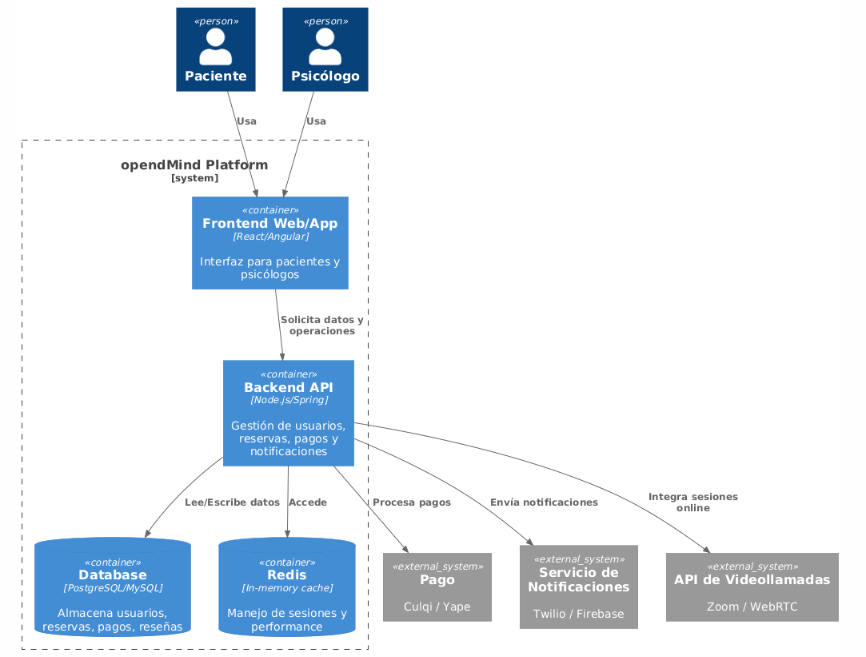 «person»
Paciente
«person»
Psicólogo
Usa
Usa
opendMind Platform
[system]
«container»
Frontend Web/App
[React/Angular]
Interfaz para pacientes y
psicólogos
Solicita datos y
operaciones
«container»
Backend API
[Node.js/Spring]
Gestión de usuarios,
reservas, pagos y
notificaciones
Lee/Escribe datos
Accede
Procesa pagos
Envía notificaciones
Integra sesiones
online
«container»
Database
[PostgreSQL/MySQL]
Almacena usuarios,
reservas, pagos, reseñas
«container»
Redis
[In-memory cache]
Manejo de sesiones y
performance
«external_system»
Pago
Culqi / Yape
«external_system»
Servicio de
Notificaciones
Twilio / Firebase
«external_system»
API de Videollamadas
Zoom / WebRTC